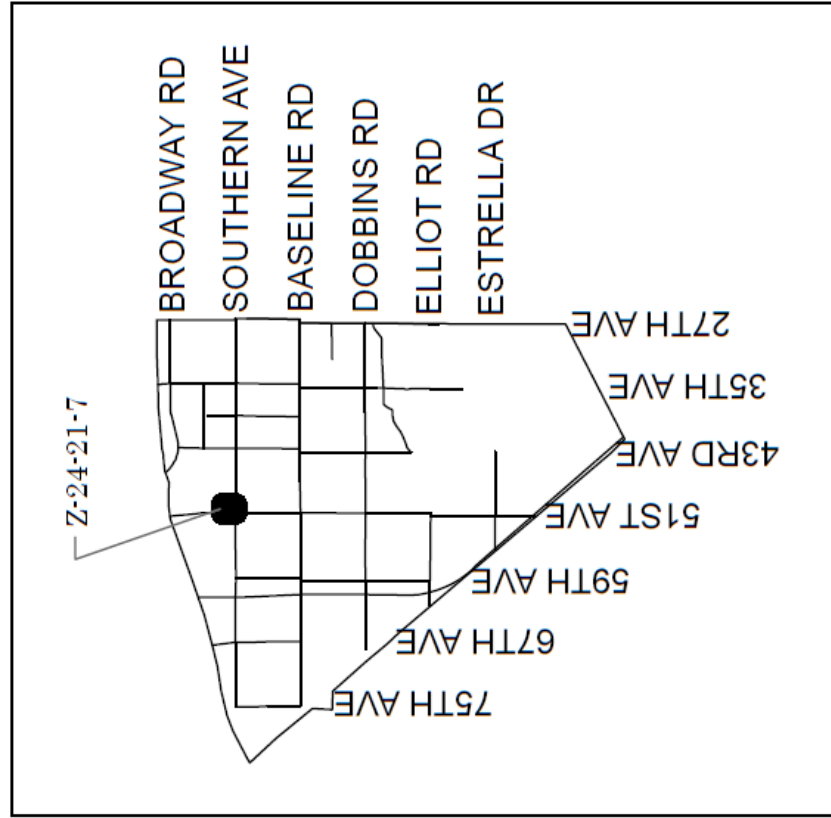 Z-24-21-7
BROADWAY RD
SOUTHERN AVE
BASELINE RD
DOBBINS RD
ELLIOT RD
ESTRELLA DR
27TH AVE
35TH AVE
43RD AVE
51ST AVE
59TH AVE
67TH AVE
75TH AVE